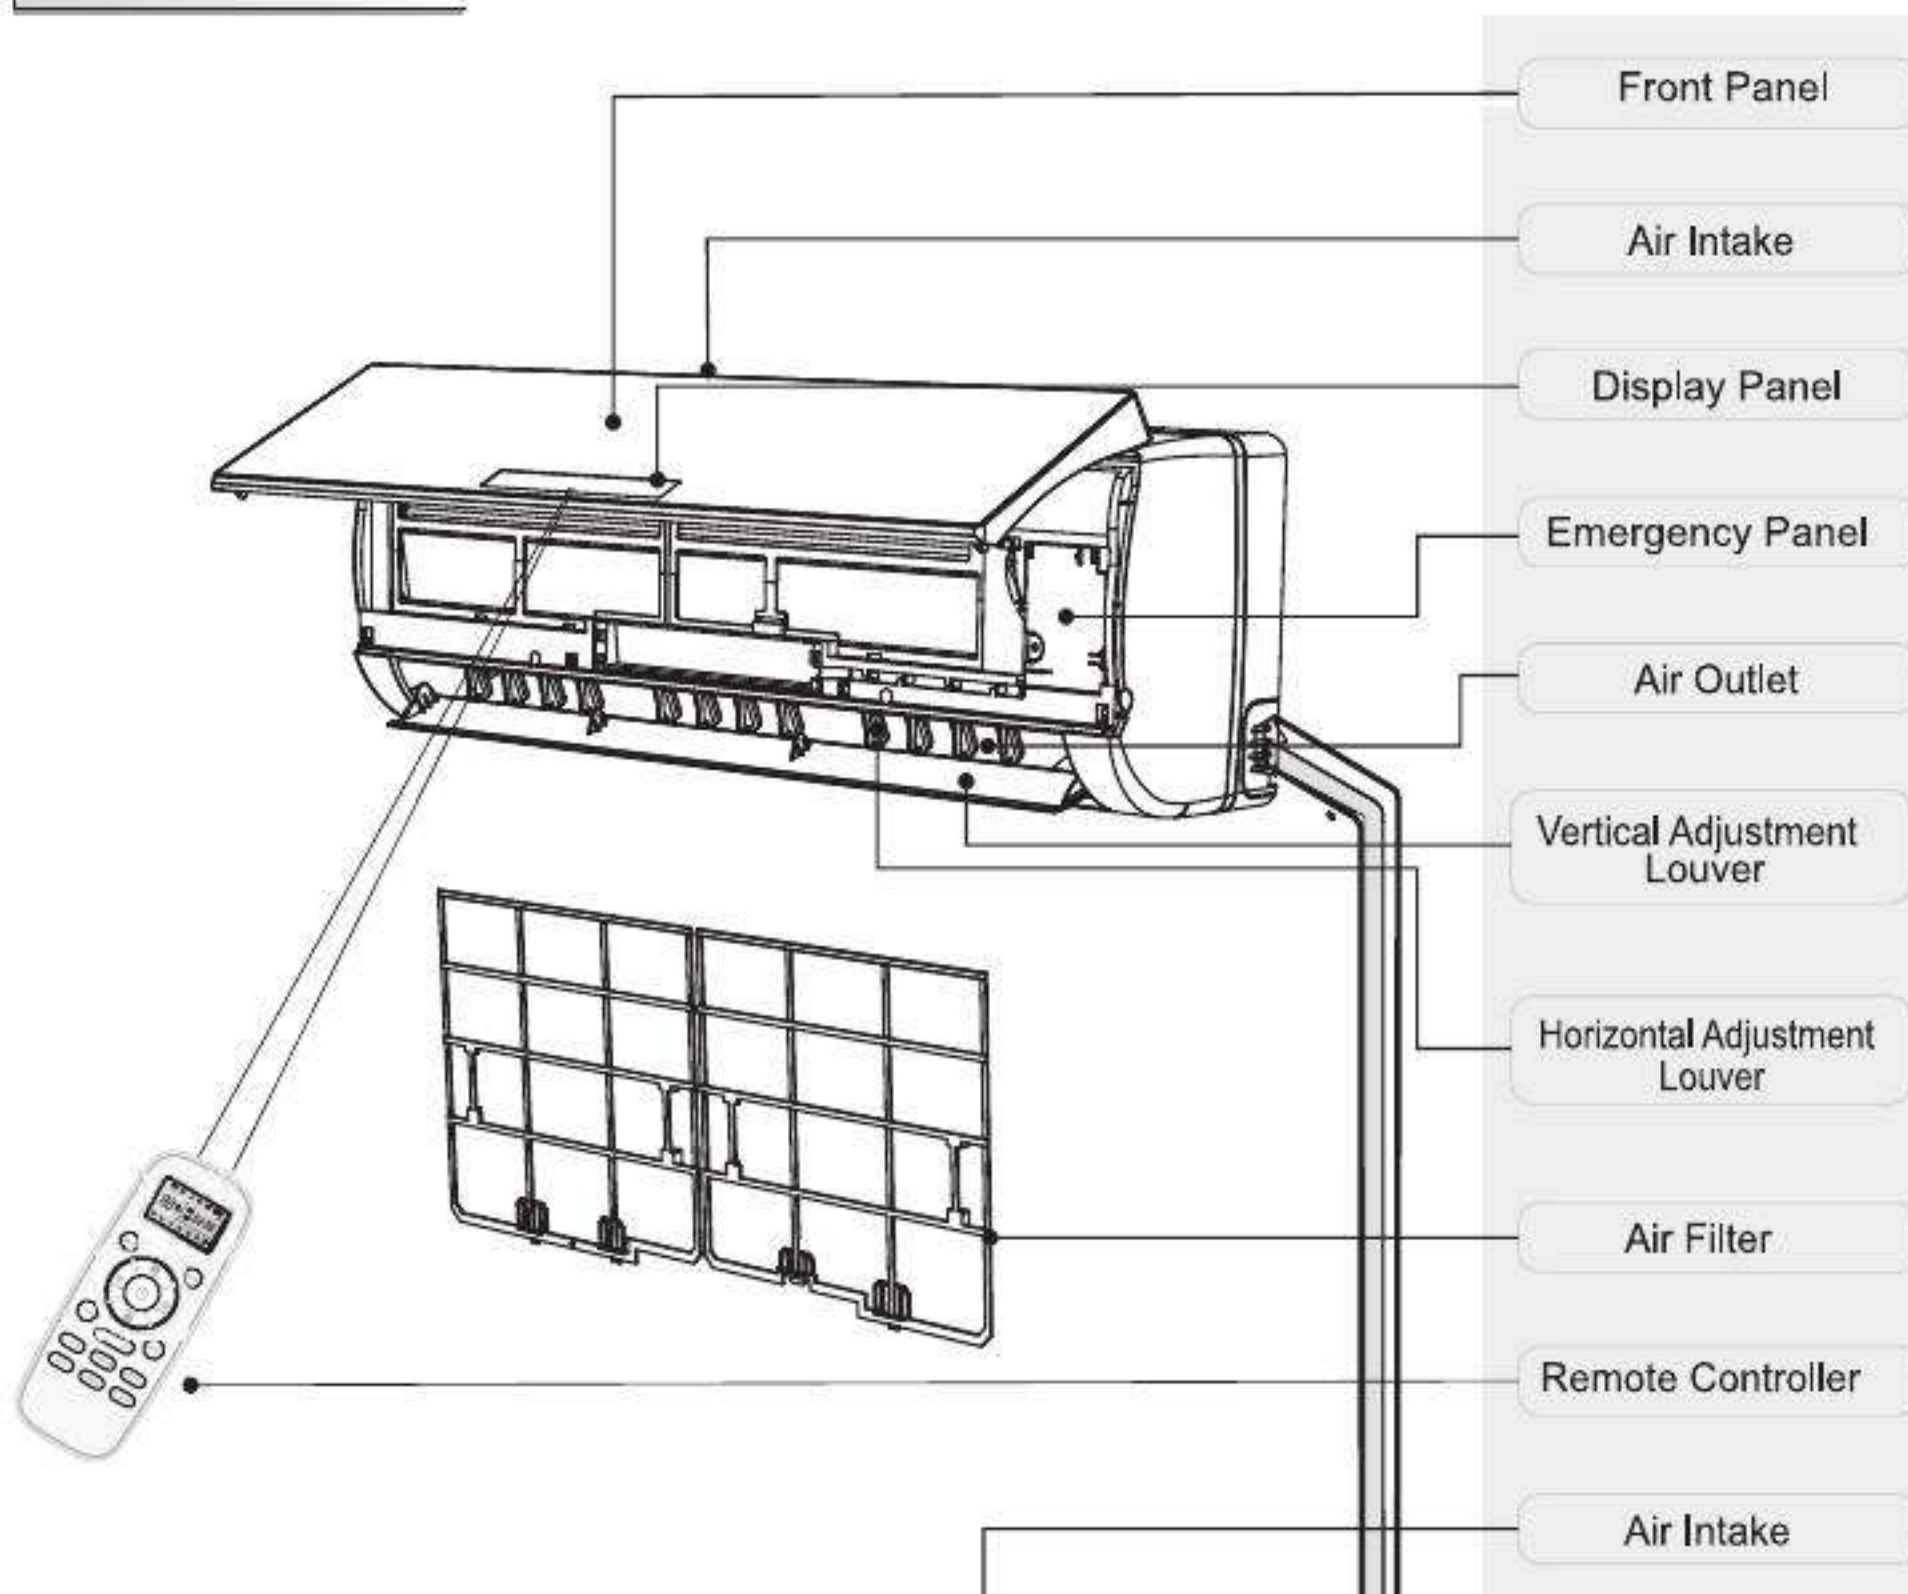 Front Panel
Air Intake
Display Panel
Emergency Panel
Air Outlet
Vertical Adjustment
Louver
Horizontal Adjustment
Louver
Air Filter
Remote Controller
Air Intake